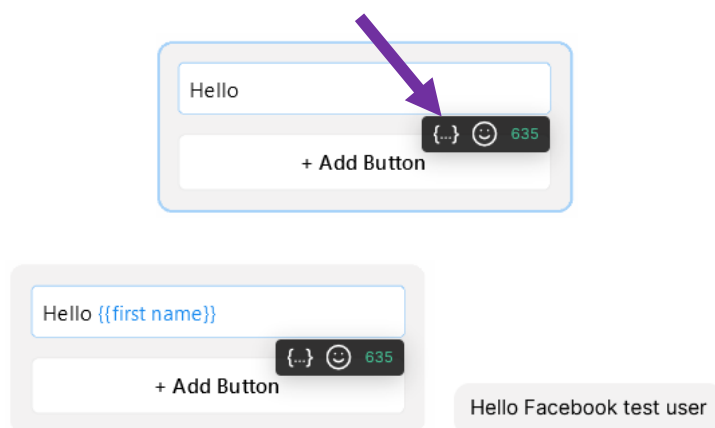 Hello
{...} 635
+ Add Button
Hello {{first name}}
{...} 635
+ Add Button
Hello Facebook test user